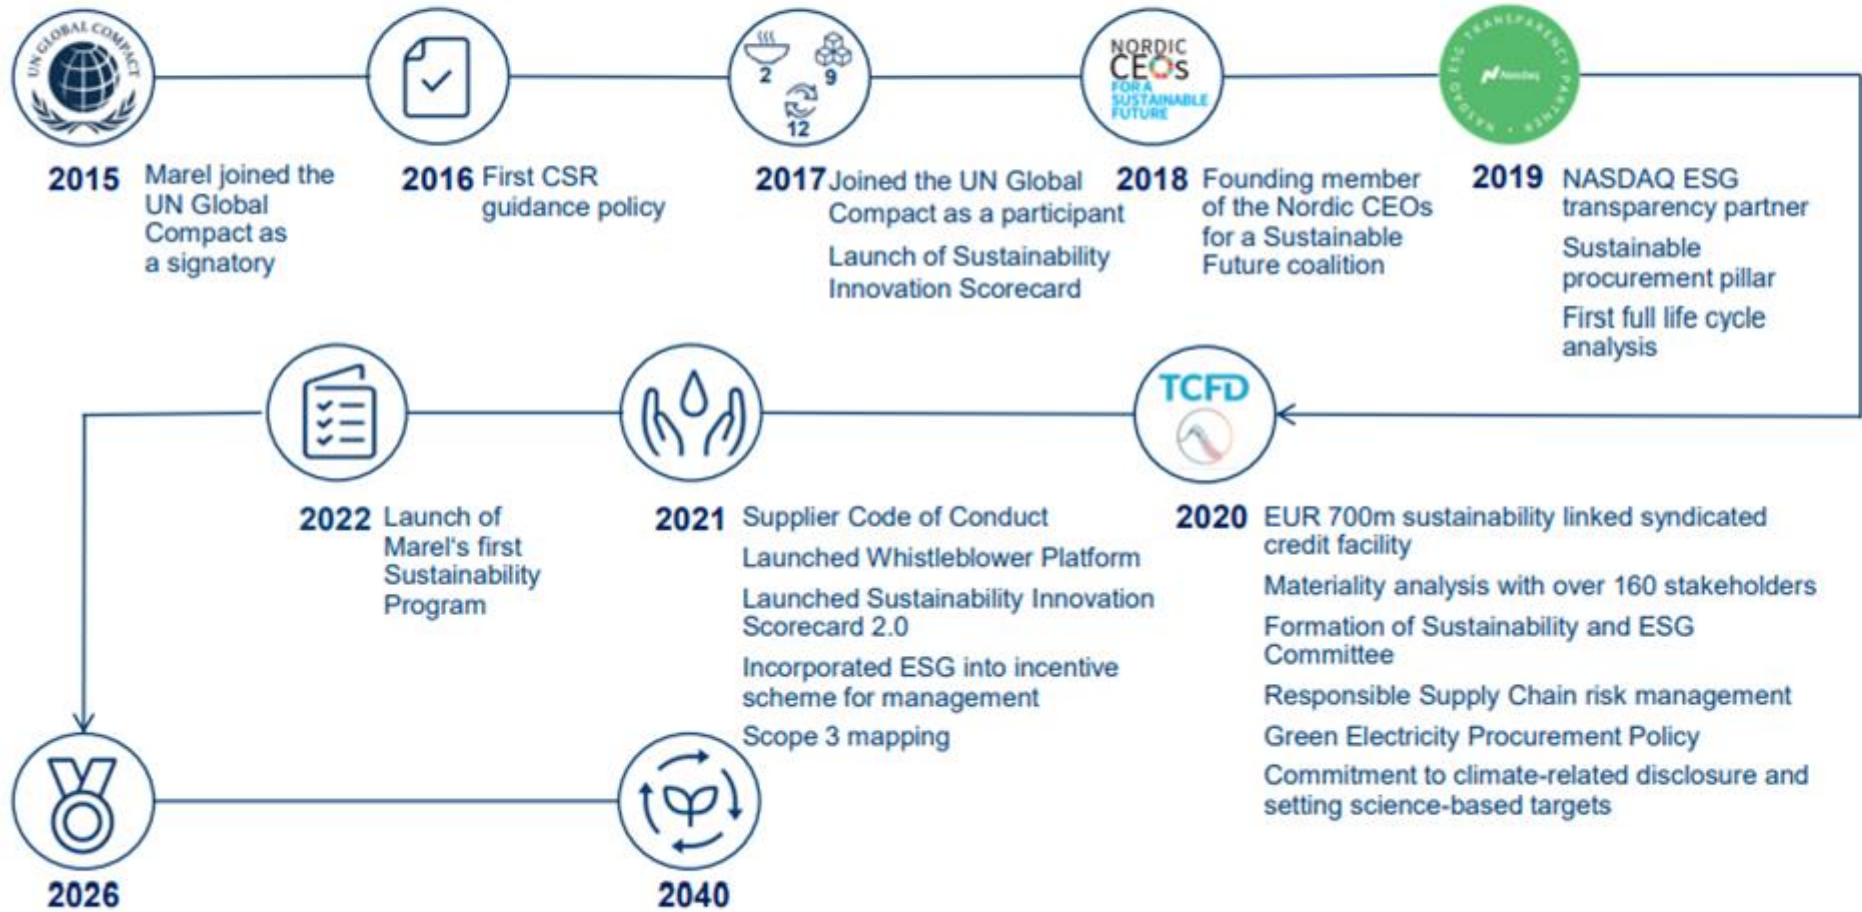 UN GLOBAL COMPACT
2
9
12
NORDIC
CEOs
FOR A
SUSTAINABLE
FUTURE
NASDAQ ESG TRANSPARENCY PARTNER
Nasdaq
2015
Marel joined the
UN Global
Compact as
a signatory
2016
First CSR
guidance policy
2017
Joined the UN Global
Compact as a participant
Launch of Sustainability
Innovation Scorecard
2018
Founding member
of the Nordic CEOs
for a Sustainable
Future coalition
2019
NASDAQ ESG
transparency partner
Sustainable
procurement pillar
First full life cycle
analysis
TCFD
2020
EUR 700m sustainability linked syndicated
credit facility
Materiality analysis with over 160 stakeholders
Formation of Sustainability and ESG
Committee
Responsible Supply Chain risk management
Green Electricity Procurement Policy
Commitment to climate-related disclosure and
setting science-based targets
2021
Supplier Code of Conduct
Launched Whistleblower Platform
Launched Sustainability Innovation
Scorecard 2.0
Incorporated ESG into incentive
scheme for management
Scope 3 mapping
2022
Launch of
Marel's first
Sustainability
Program
2026
2040